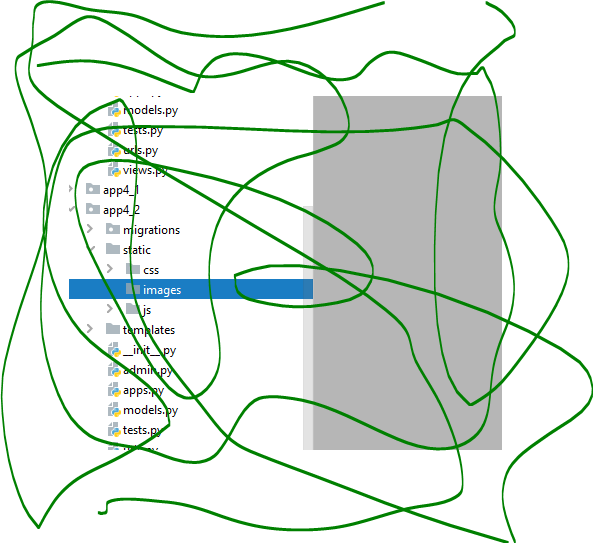 models.py
tests.py
urls.py
views.py
app4_1
app4_2
migrations
static
css
images
js
templates
__init__.py
admin.py
apps.py
models.py
tests.py